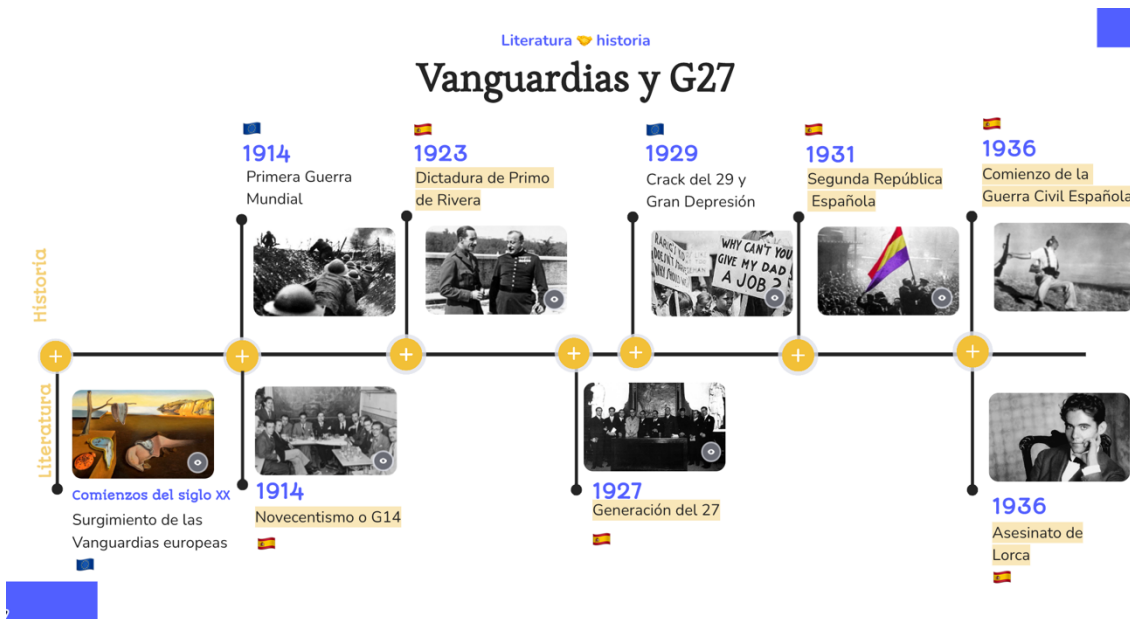 Literatura 🤝 historia
Vanguardias y G27
1914
Primera Guerra
Mundial
1923
Dictadura de Primo
de Rivera
1929
Crack del 29 y
Gran Depresión
1931
Segunda República
Española
1936
Comienzo de la
Guerra Civil Española
Historia
WHY CAN'T YOU
GIVE MY DAD
A JOB?
Literatura
Comienzos del siglo XX
Surgimiento de las
Vanguardias europeas
1914
Novecentismo o G14
1927
Generación del 27
1936
Asesinato de
Lorca